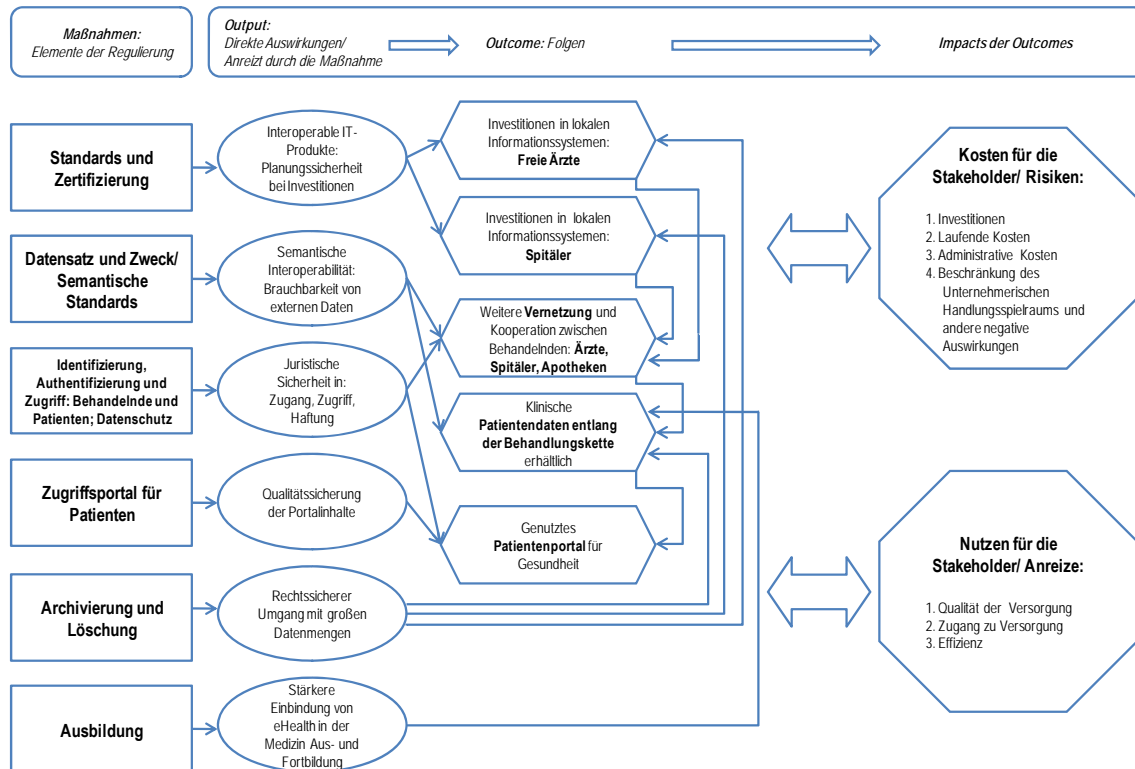 Maßnahmen:
Elemente der Regulierung
Output:
Direkte Auswirkungen/
Anreizt durch die Maßnahme
Outcome: Folgen
Impacts der Outcomes
Standards und
Zertifizierung
Interoperable IT-
Produkte:
Planungssicherheit
bei Investitionen
Investitionen in lokalen
Informationssystemen:
Freie Ärzte
Investitionen in lokalen
Informationssystemen:
Spitäler
Datensatz und Zweck/
Semantische
Standards
Semantische
Interoperabilität:
Brauchbarkeit von
externen Daten
Weitere Vernetzung und
Kooperation zwischen
Behandelnden: Ärzte,
Spitäler, Apotheken
Identifizierung,
Authentifizierung und
Zugriff: Behandelnde und
Patienten; Datenschutz
Juristische
Sicherheit in:
Zugang, Zugriff,
Haftung
Klinische
Patientendaten entlang
der Behandlungskette
erhältlich
Zugriffsportal für
Patienten
Qualitätssicherung
der Portalinhalte
Genutztes
Patientenportal für
Gesundheit
Archivierung und
Löschung
Rechtssicherer
Umgang mit großen
Datenmengen
Ausbildung
Stärkere
Einbindung von
eHealth in der
Medizin Aus- und
Fortbildung
Kosten für die
Stakeholder/ Risiken:
1. Investitionen
2. Laufende Kosten
3. Administrative Kosten
4. Beschränkung des
Unternehmerischen
Handlungsspielraums und
andere negative
Auswirkungen
Nutzen für die
Stakeholder/ Anreize:
1. Qualität der Versorgung
2. Zugang zu Versorgung
3. Effizienz